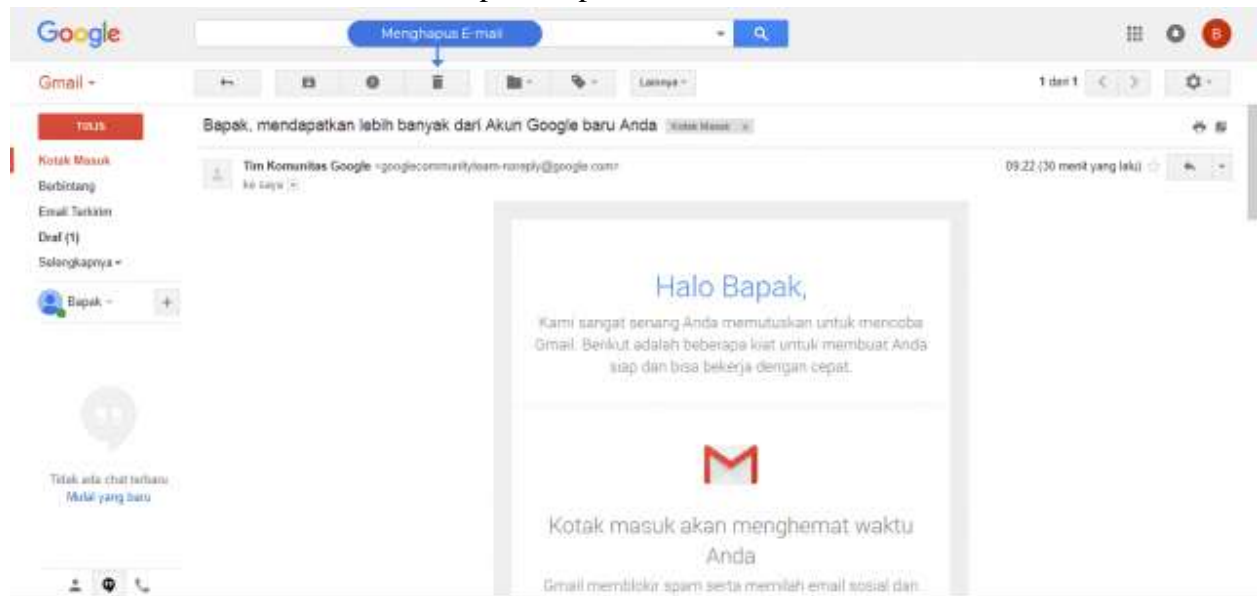 Google
Menghapus E-mail
B
Gmail
Lainnya
1 dari 1
TULIS
Bapak, mendapatkan lebih banyak dari Akun Google baru Anda
Kotak Masuk x
Kotak Masuk
Tim Komunitas Google <googlecommunityteam-noreply@google.com>
09.22 (30 menit yang lalu)
ke saya
Berbintang
Email Terkirim
Draf (1)
Selengkapnya
Bapak
+
Halo Bapak,
Kami sangat senang Anda memutuskan untuk mencoba
Gmail. Berikut adalah beberapa kiat untuk membuat Anda
siap dan bisa bekerja dengan cepat.
Tidak ada chat terbaru
Mulai yang baru
Kotak masuk akan menghemat waktu
Anda
Gmail memblokir spam serta memilah email sosial dan